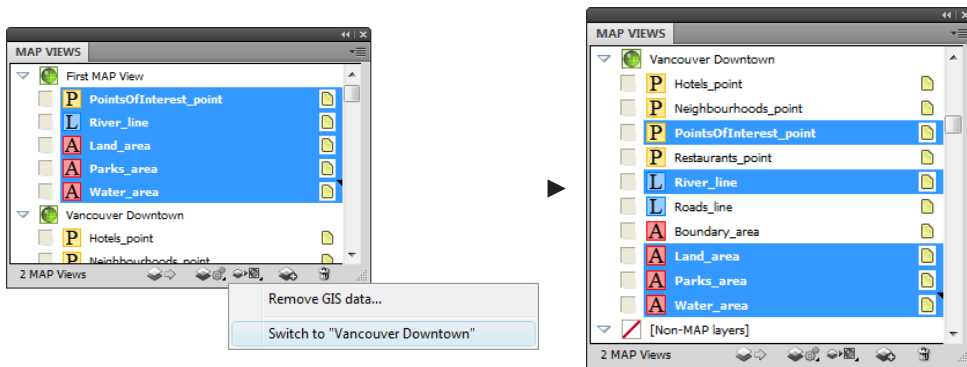 MAP VIEWS
First MAP View
P PointsOfInterest_point
L River_line
A Land_area
A Parks_area
A Water_area
Vancouver Downtown
P Hotels_point
P Neighbourhoods_point
2 MAP Views
Remove GIS data...
Switch to "Vancouver Downtown"
MAP VIEWS
Vancouver Downtown
P Hotels_point
P Neighbourhoods_point
P PointsOfInterest_point
P Restaurants_point
L River_line
L Roads_line
A Boundary_area
A Land_area
A Parks_area
A Water_area
[Non-MAP layers]
2 MAP Views